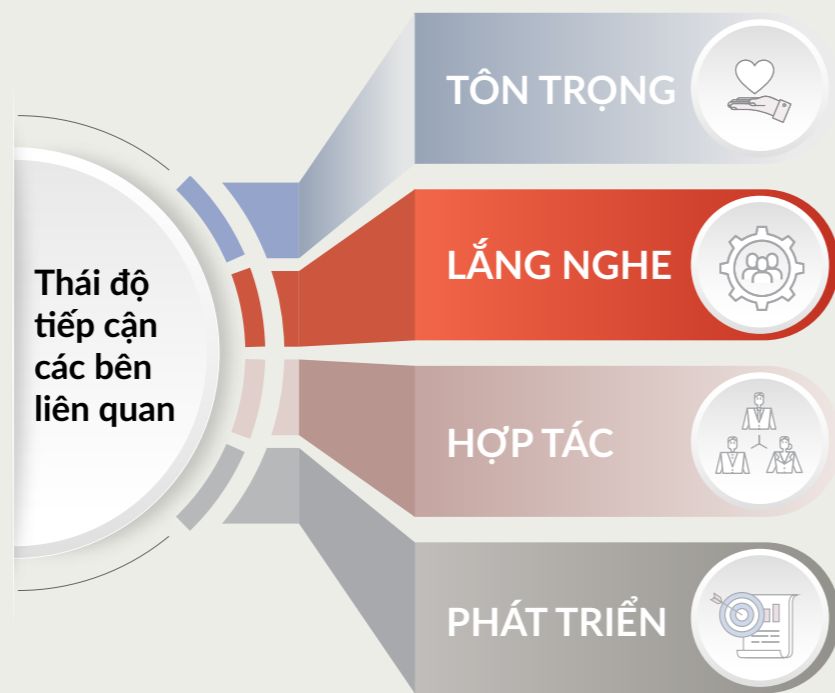 Thái độ
tiếp cận
các bên
liên quan
TÔN TRỌNG
LẮNG NGHE
HỢP TÁC
PHÁT TRIỂN